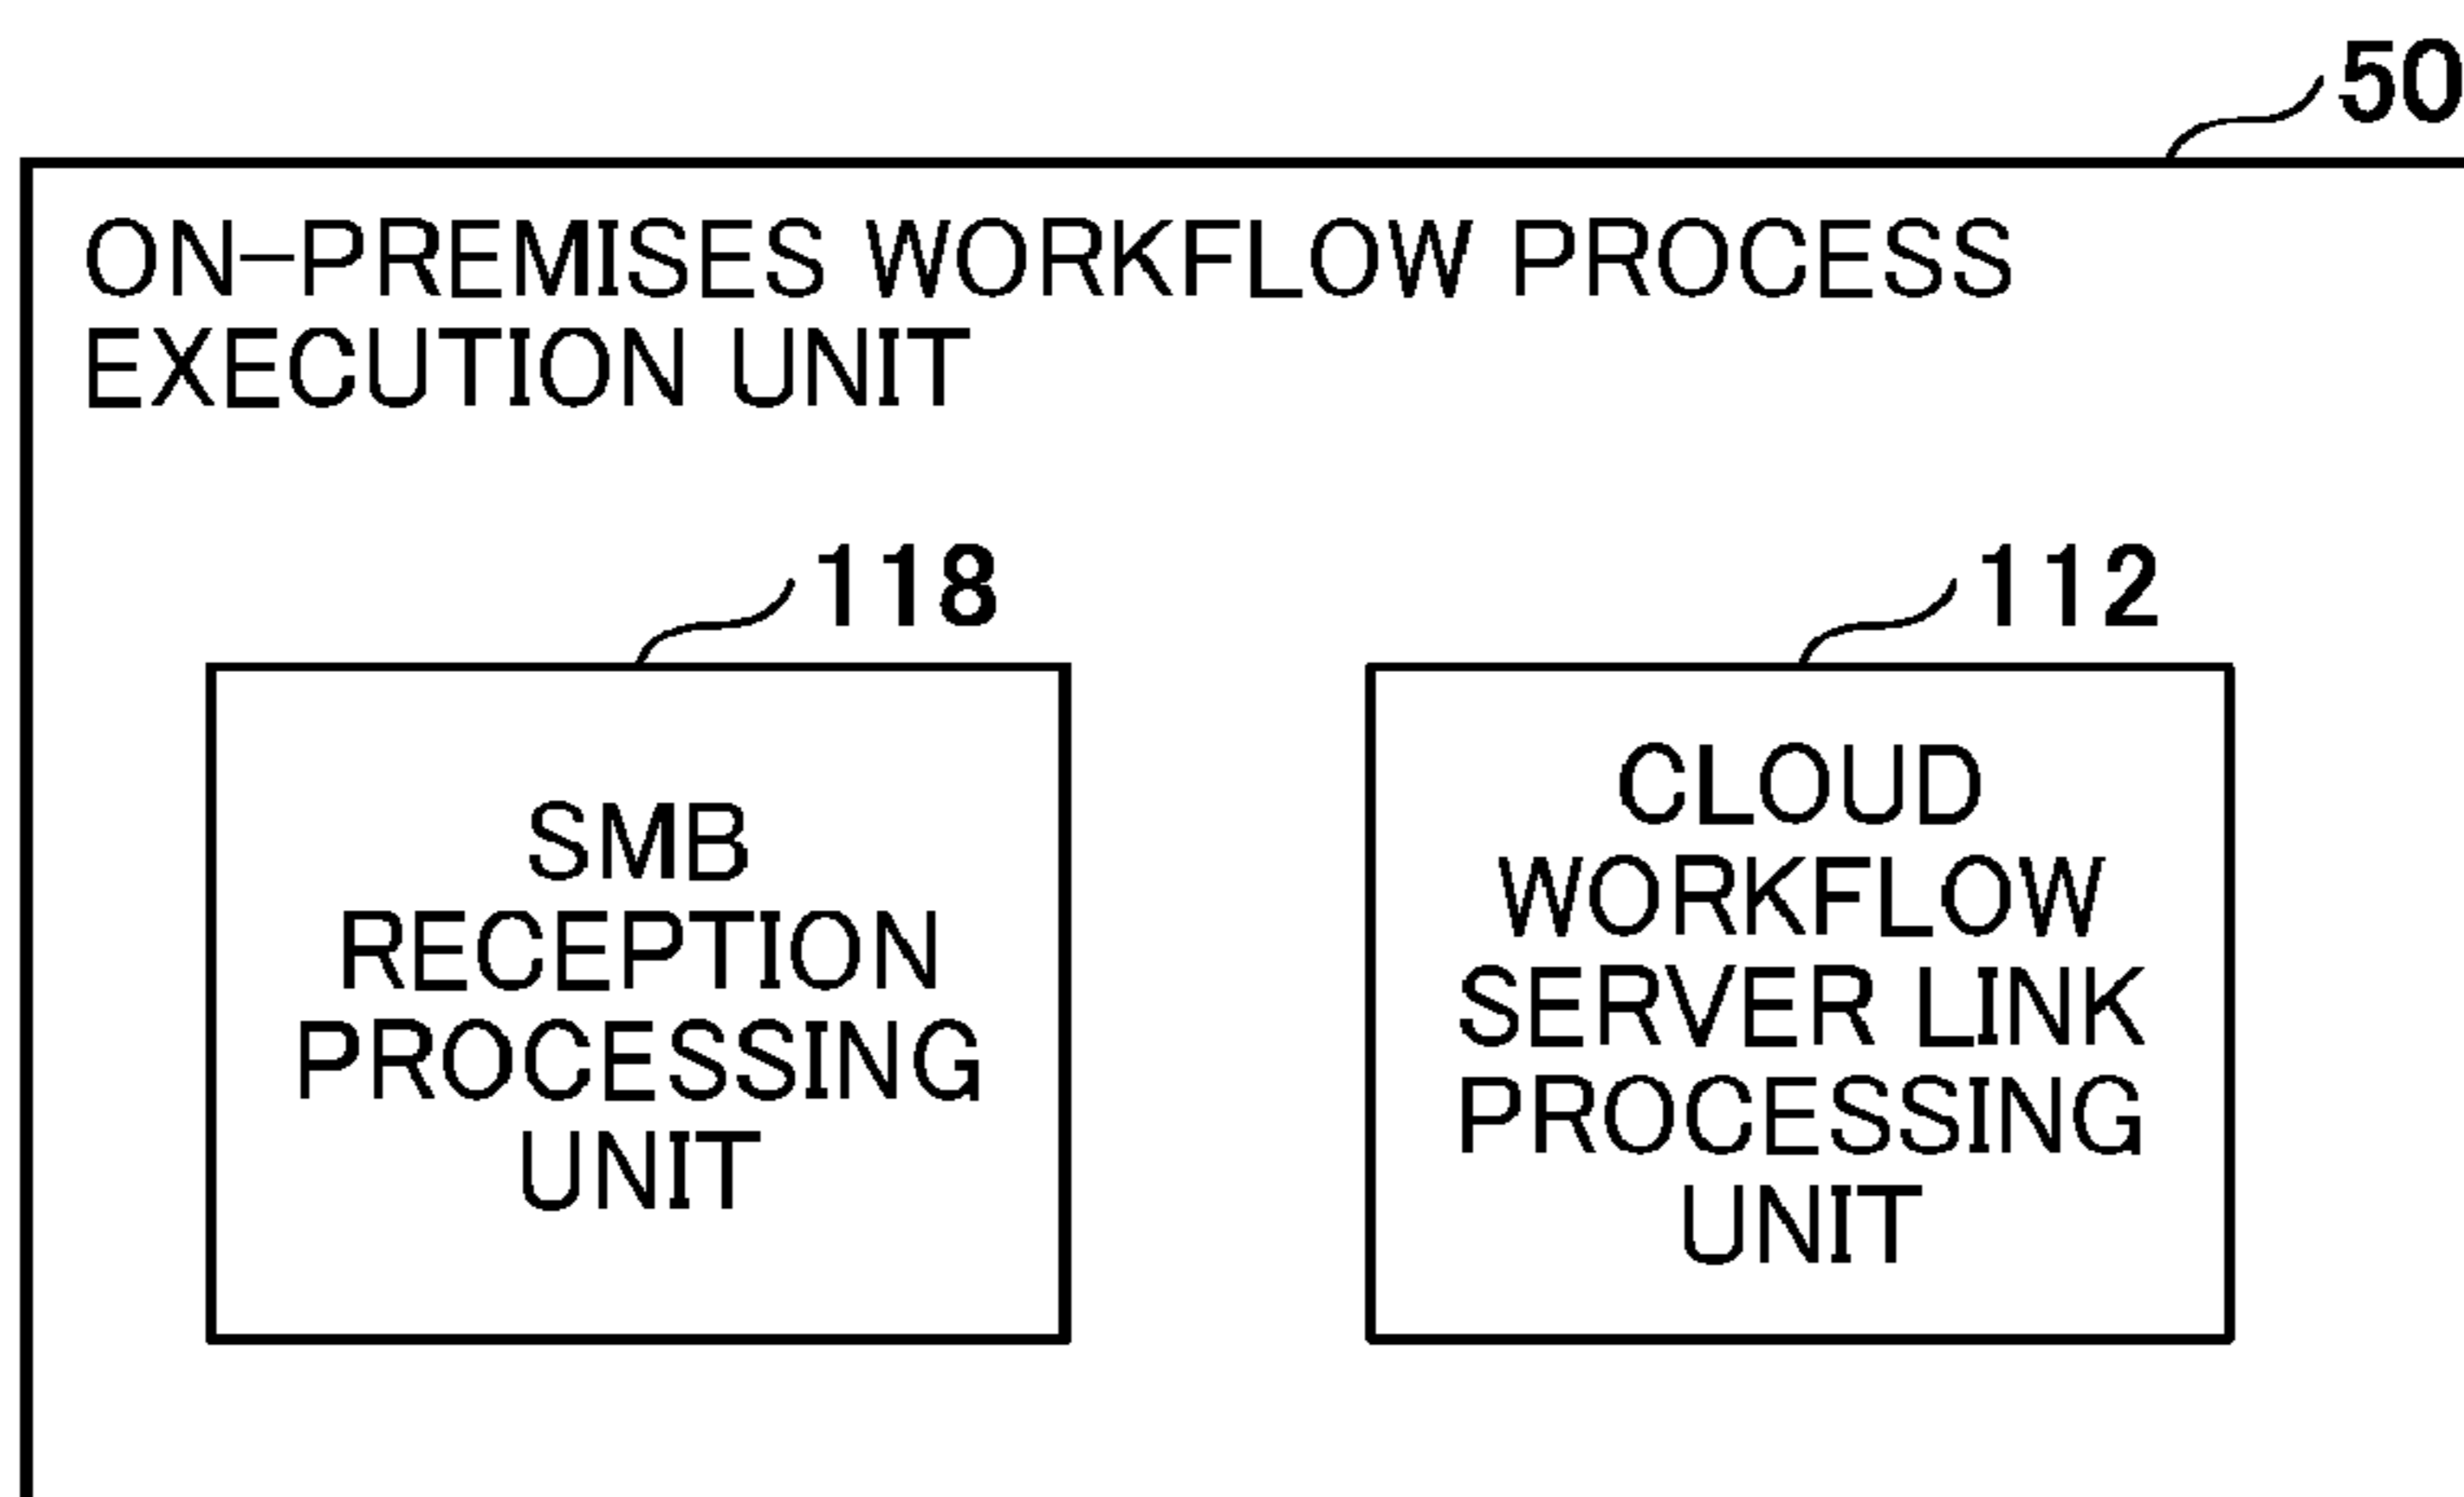 50
ON-PREMISES WORKFLOW PROCESS
EXECUTION UNIT
118
SMB
RECEPTION
PROCESSING
UNIT
112
CLOUD
WORKFLOW
SERVER LINK
PROCESSING
UNIT